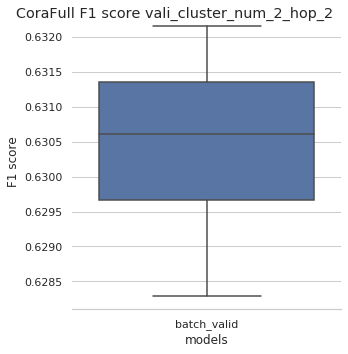 CoraFull F1 score vali_cluster_num_2_hop_2
0.6320
0.6315
0.6310
0.6305
0.6300
0.6295
0.6290
0.6285
F1 score
batch_valid
models